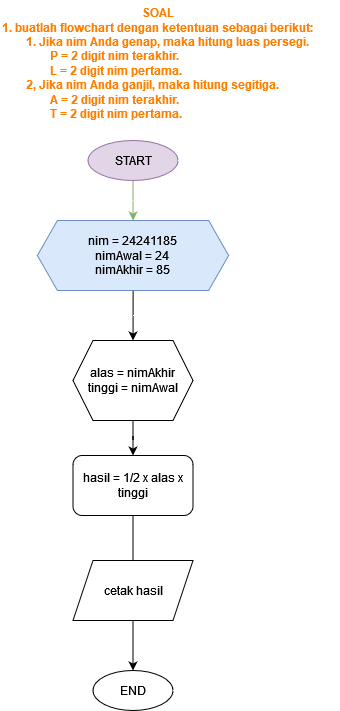 SOAL
1. buatlah flowchart dengan ketentuan sebagai berikut:
1. Jika nim Anda genap, maka hitung luas persegi.
P = 2 digit nim terakhir.
L = 2 digit nim pertama.
2, Jika nim Anda ganjil, maka hitung segitiga.
A = 2 digit nim terakhir.
T = 2 digit nim pertama.
START
nim = 24241185
nimAwal = 24
nimAkhir = 85
alas = nimAkhir
tinggi = nimAwal
hasil = 1/2 x alas x
tinggi
cetak hasil
END